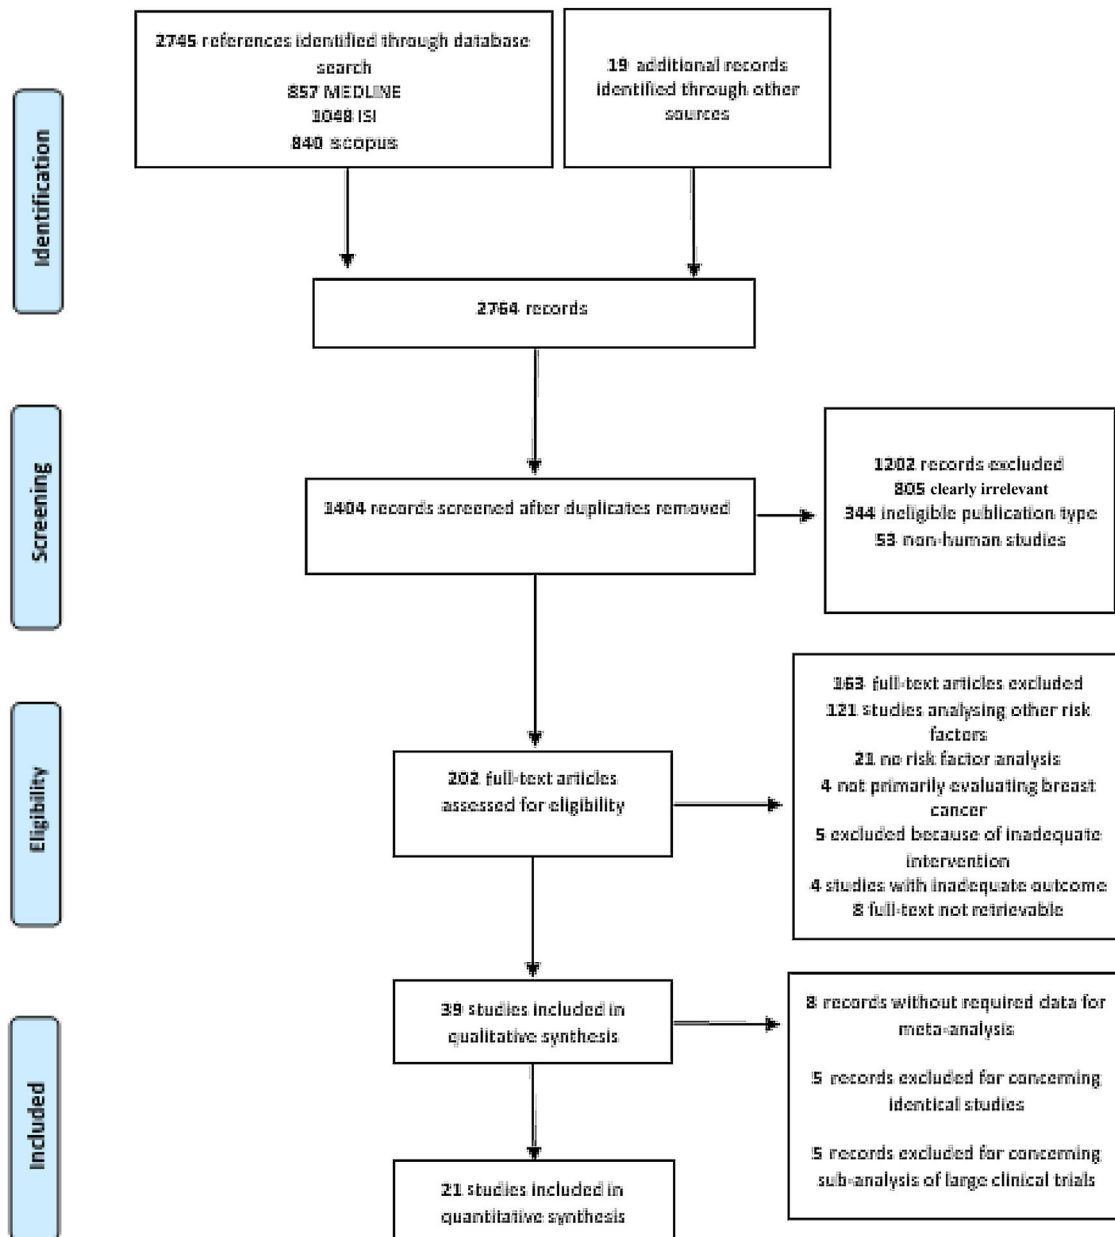 2745 references identified through database
search
857 MEDLINE
1048 ISI
840 scopus
19 additional records
identified through other
sources
Identification
2764 records
Screening
1404 records screened after duplicates removed
1202 records excluded
805 clearly irrelevant
344 ineligible publication type
53 non-human studies
Eligibility
202 full-text articles
assessed for eligibility
163 full-text articles excluded
121 studies analysing other risk
factors
21 no risk factor analysis
4 not primarily evaluating breast
cancer
5 excluded because of inadequate
intervention
4 studies with inadequate outcome
8 full-text not retrievable
Included
39 studies included in
qualitative synthesis
8 records without required data for
meta-analysis
5 records excluded for concerning
identical studies
5 records excluded for concerning
sub-analysis of large clinical trials
21 studies included in
quantitative synthesis